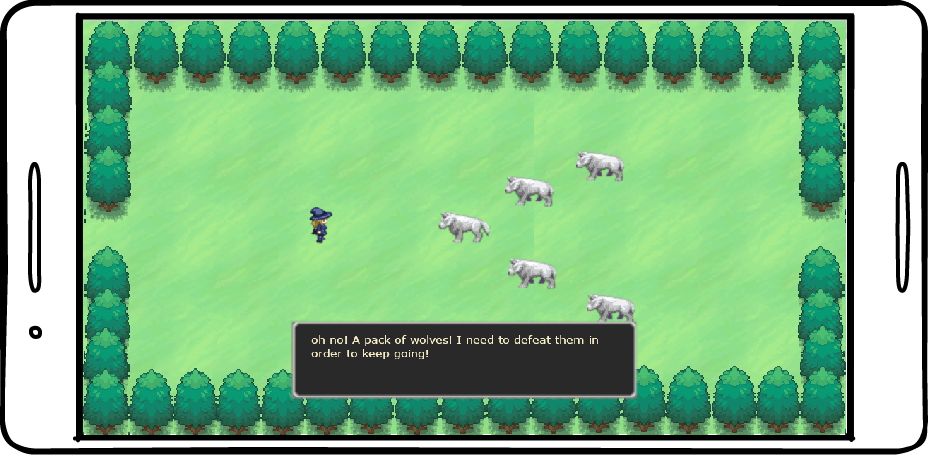 oh no! A pack of wolves! I need to defeat them in
order to keep going!